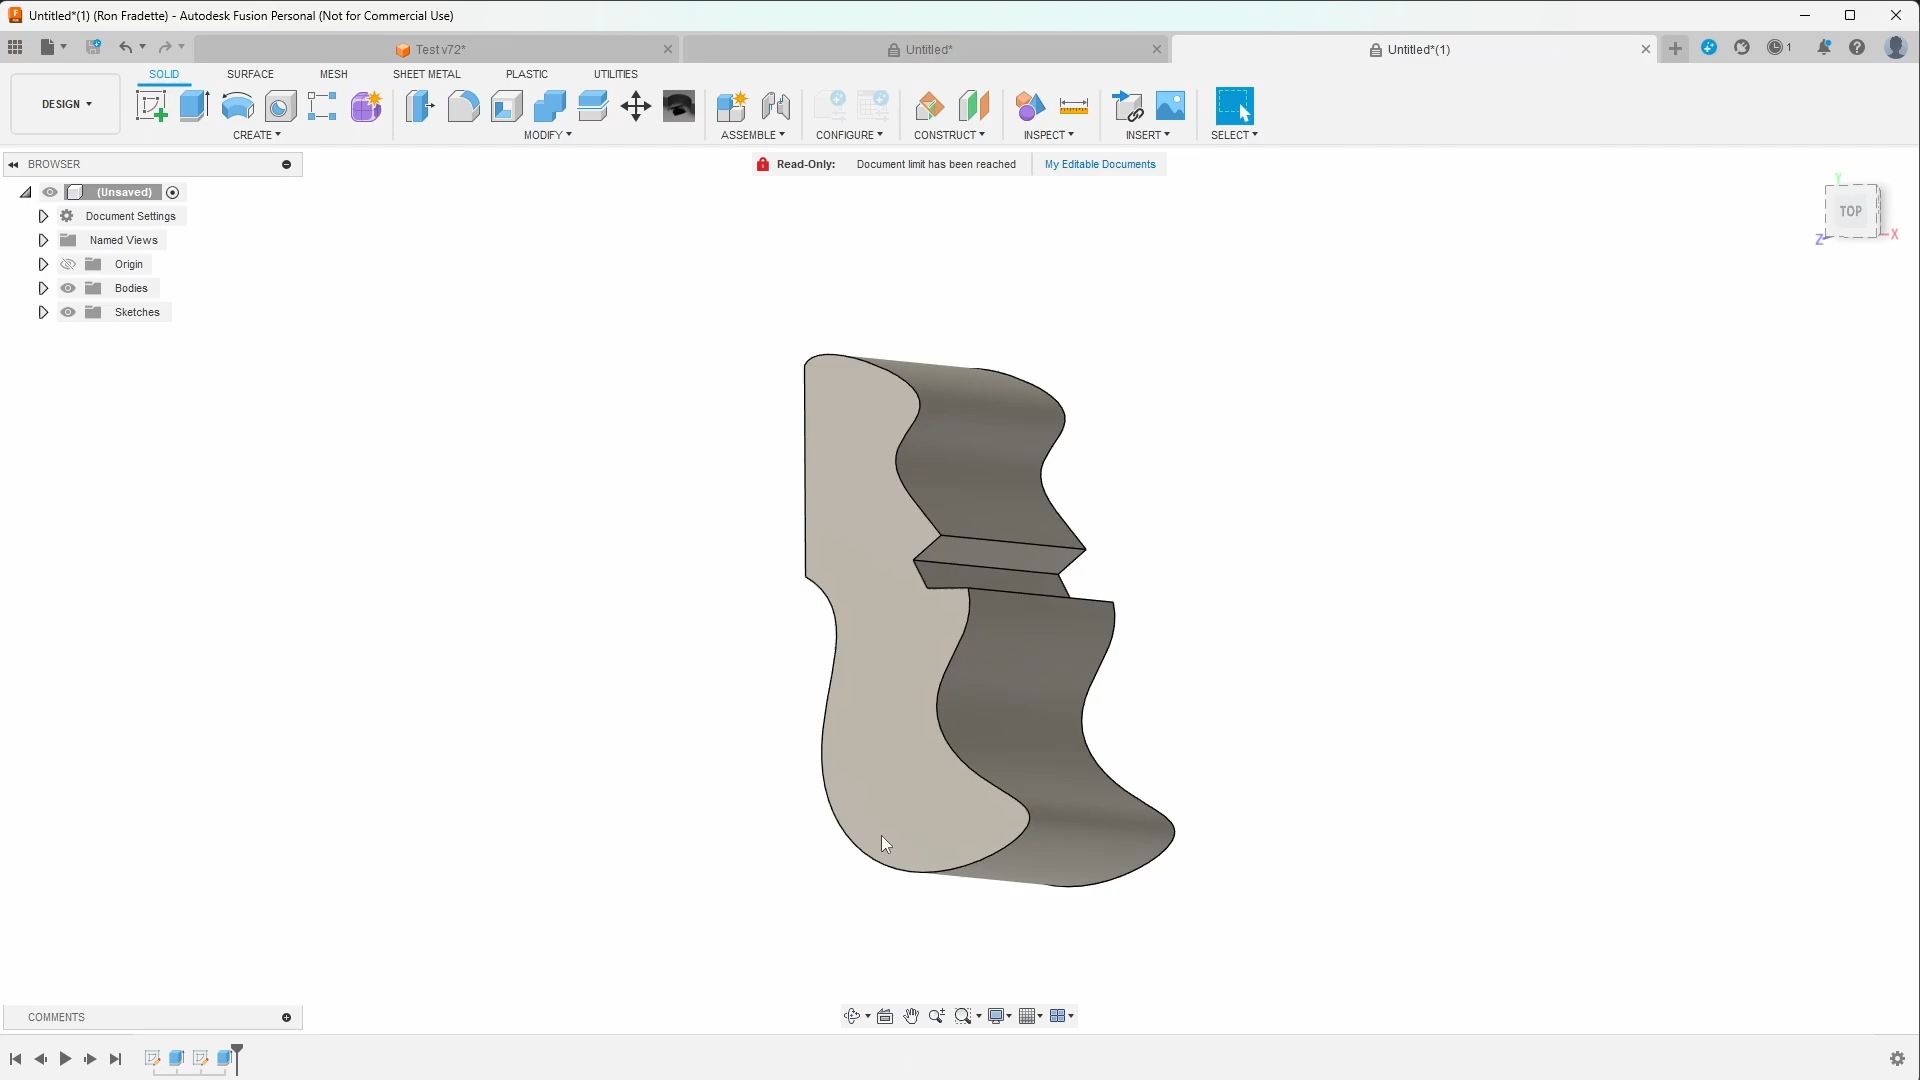 Untitled*(1) (Ron Fradette) - Autodesk Fusion Personal (Not for Commercial Use)
Test v72*
Untitled*
Untitled*(1)
1
DESIGN
SOLID
SURFACE
MESH
SHEET METAL
PLASTIC
UTILITIES
CREATE
MODIFY
ASSEMBLE
CONFIGURE
CONSTRUCT
INSPECT
INSERT
SELECT
BROWSER
Read-Only:
Document limit has been reached
My Editable Documents
(Unsaved)
Document Settings
Named Views
Origin
Bodies
Sketches
Y
TOP
Z
X
COMMENTS